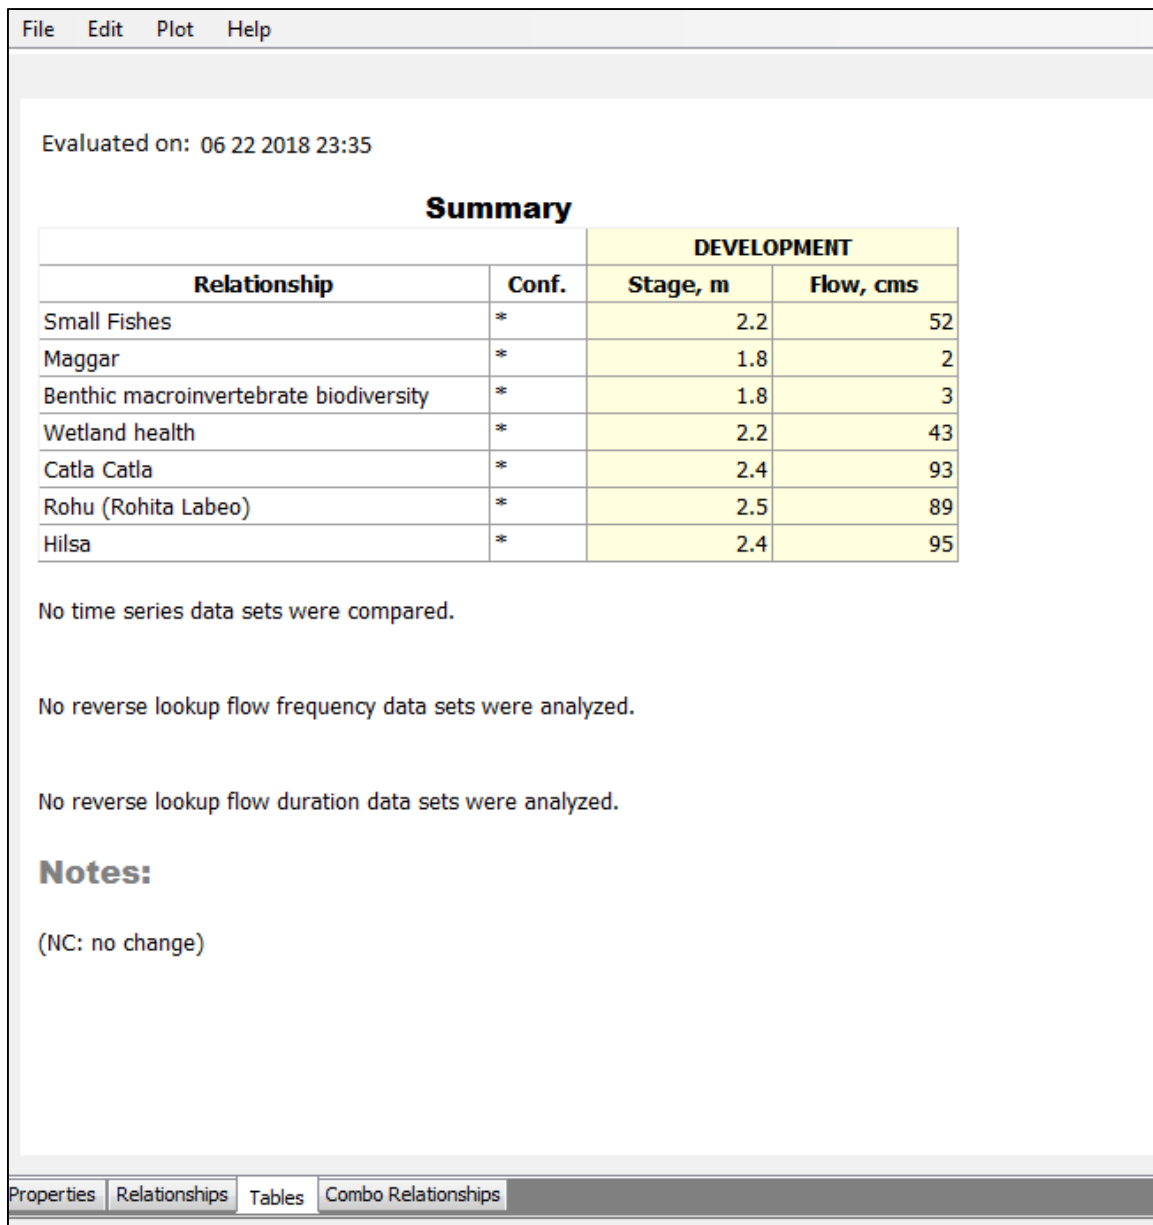 File Edit Plot Help
Evaluated on: 06 22 2018 23:35
Summary
DEVELOPMENT
Relationship Conf. Stage, m Flow, cms
Small Fishes * 2.2 52
Maggar * 1.8 2
Benthic macroinvertebrate biodiversity * 1.8 3
Wetland health * 2.2 43
Catla Catla * 2.4 93
Rohu (Rohita Labeo) * 2.5 89
Hilsa * 2.4 95
No time series data sets were compared.
No reverse lookup flow frequency data sets were analyzed.
No reverse lookup flow duration data sets were analyzed.
Notes:
(NC: no change)
Properties Relationships Tables Combo Relationships